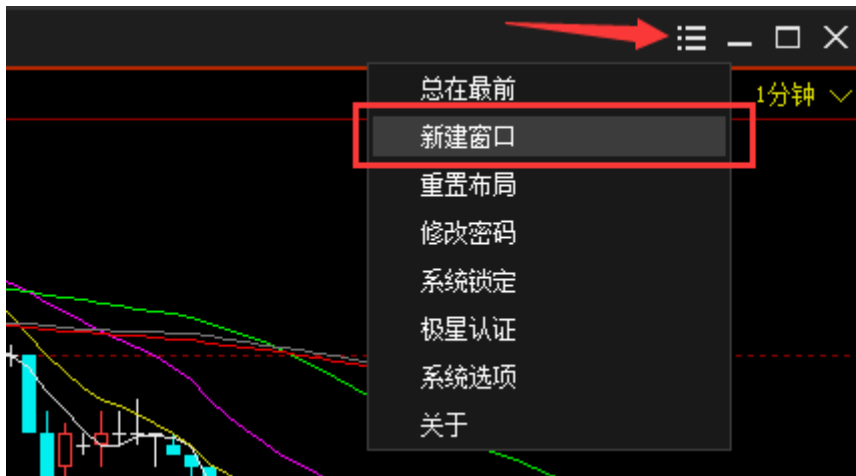 总在最前
1分钟
新建窗口
重置布局
修改密码
系统锁定
极星认证
系统选项
关于